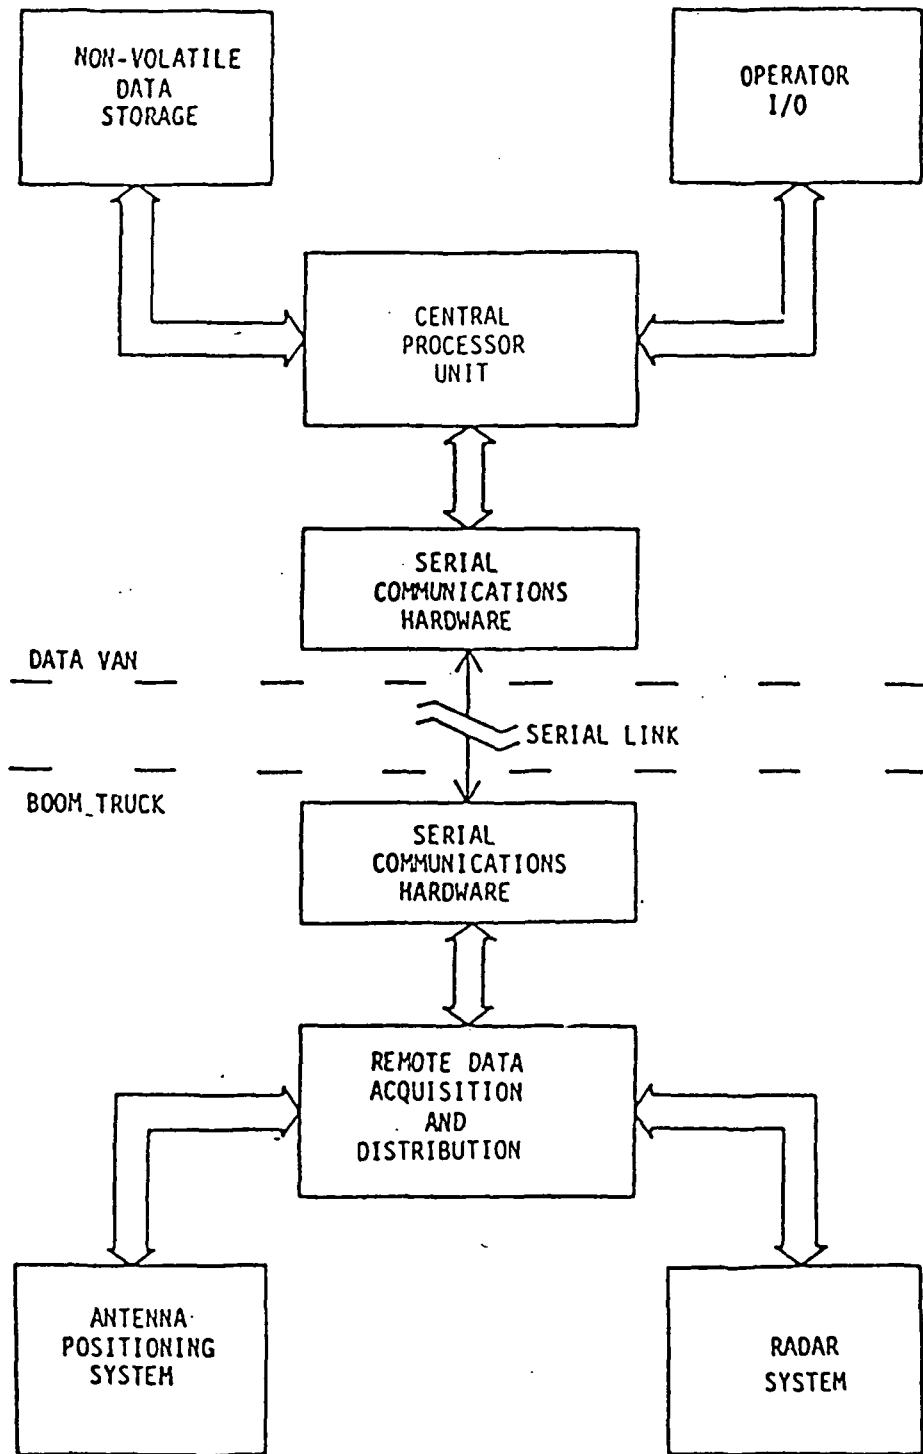 NON-VOLATILE
DATA
STORAGE
OPERATOR
I/O
CENTRAL
PROCESSOR
UNIT
SERIAL
COMMUNICATIONS
HARDWARE
DATA VAN
SERIAL LINK
BOOM_TRUCK
SERIAL
COMMUNICATIONS
HARDWARE
REMOTE DATA
ACQUISITION
AND
DISTRIBUTION
ANTENNA
POSITIONING
SYSTEM
RADAR
SYSTEM